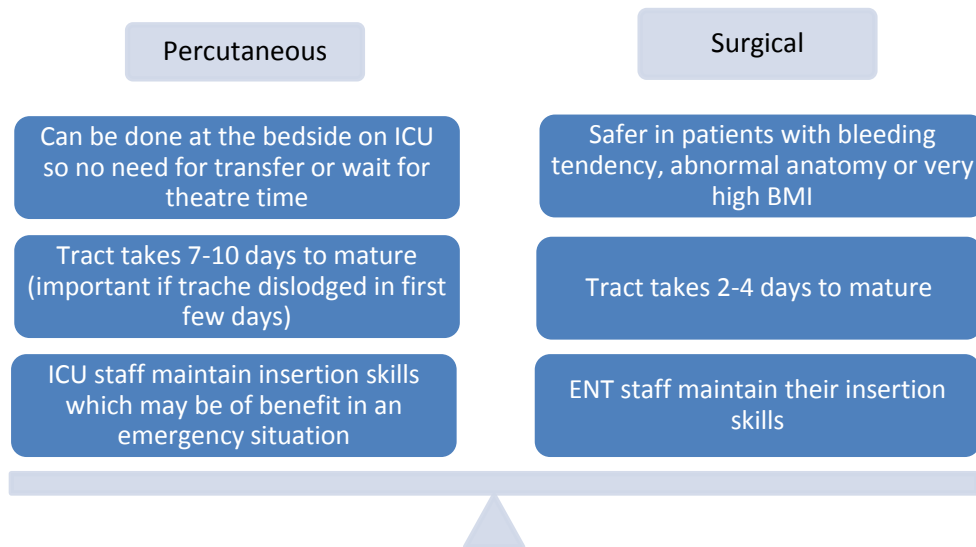 Percutaneous
Can be done at the bedside on ICU
so no need for transfer or wait for
theatre time
Tract takes 7-10 days to mature
(important if trache dislodged in first
few days)
ICU staff maintain insertion skills
which may be of benefit in an
emergency situation
Surgical
Safer in patients with bleeding
tendency, abnormal anatomy or very
high BMI
Tract takes 2-4 days to mature
ENT staff maintain their insertion
skills